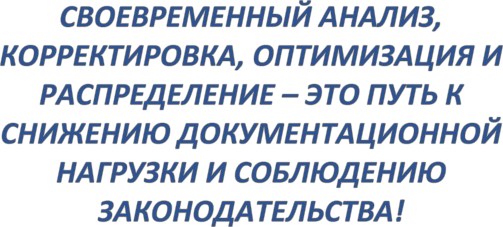 СВОЕВРЕМЕННЫЙ АНАЛИЗ,
КОРРЕКТИРОВКА, ОПТИМИЗАЦИЯ И
РАСПРЕДЕЛЕНИЕ – ЭТО ПУТЬ К
СНИЖЕНИЮ ДОКУМЕНТАЦИОННОЙ
НАГРУЗКИ И СОБЛЮДЕНИЮ
ЗАКОНОДАТЕЛЬСТВА!